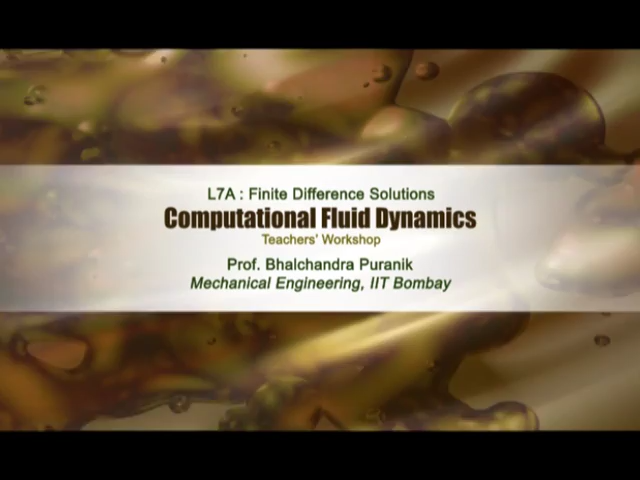 L7A : Finite Difference Solutions
Computational Fluid Dynamics
Teachers' Workshop
Prof. Bhalchandra Puranik
Mechanical Engineering, IIT Bombay